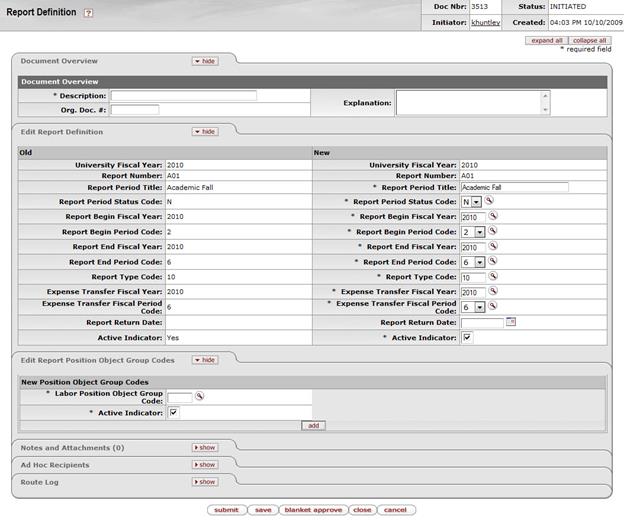 Report Definition ?
Doc Nbr: 3513 Status: INITIATED
Initiator: khuntley Created: 04:03 PM 10/10/2009
expand all collapse all
* required field
Document Overview hide
Document Overview
* Description: Explanation:
Org. Doc. #:
Edit Report Definition hide
Old New
University Fiscal Year: 2010 University Fiscal Year: 2010
Report Number: A01 Report Number: A01
Report Period Title: Academic Fall * Report Period Title: Academic Fall
Report Period Status Code: N * Report Period Status Code: N
Report Begin Fiscal Year: 2010 * Report Begin Fiscal Year: 2010
Report Begin Period Code: 2 * Report Begin Period Code: 2
Report End Fiscal Year: 2010 * Report End Fiscal Year: 2010
Report End Period Code: 6 * Report End Period Code: 6
Report Type Code: 10 * Report Type Code: 10
Expense Transfer Fiscal Year: 2010 * Expense Transfer Fiscal Year: 2010
Expense Transfer Fiscal Period Code: 6 * Expense Transfer Fiscal Period Code: 6
Report Return Date: Report Return Date:
Active Indicator: Yes * Active Indicator:
Edit Report Position Object Group Codes hide
New Position Object Group Codes
* Labor Position Object Group
Code:
* Active Indicator:
add
Notes and Attachments (0) show
Ad Hoc Recipients show
Route Log show
submit save blanket approve close cancel